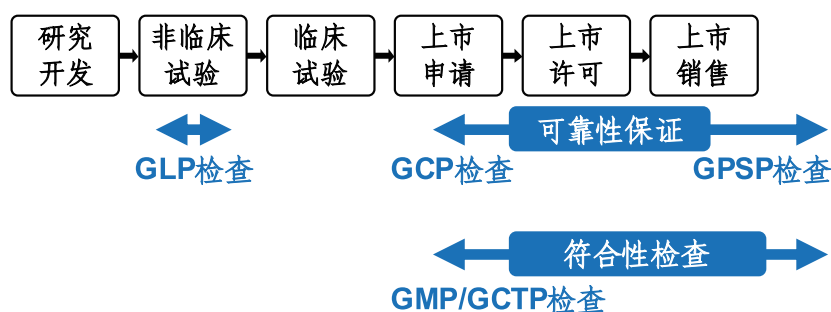 研究
开发
非临床
试验
临床
试验
上市
申请
上市
许可
上市
销售
可靠性保证
GLP检查
GCP检查
GPSP检查
符合性检查
GMP/GCTP检查